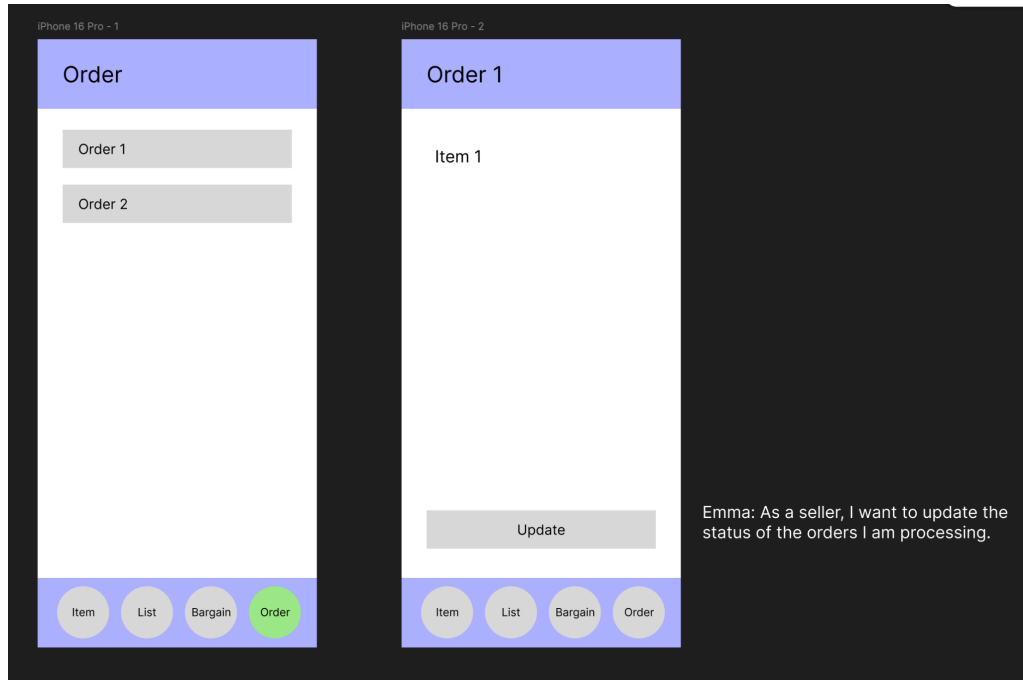 iPhone 16 Pro - 1
Order
Order 1
Order 2
Item
List
Bargain
Order
iPhone 16 Pro - 2
Order 1
Item 1
Update
Item
List
Bargain
Order
Emma: As a seller, I want to update the
status of the orders I am processing.